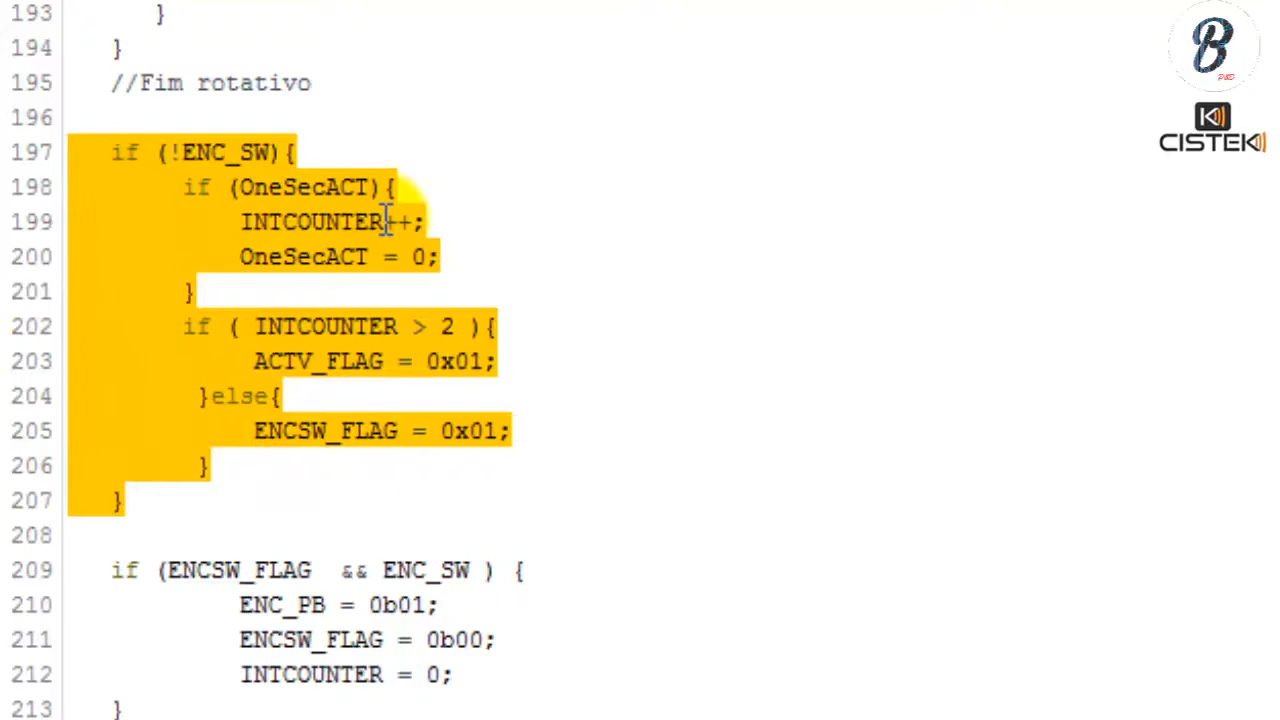 193 }
194 }
195 //Fim rotativo
196
197 if (!ENC_SW){
198 if (OneSecACT){
199 INTCOUNTER++;
200 OneSecACT = 0;
201 }
202 if ( INTCOUNTER > 2 ){
203 ACTV_FLAG = 0x01;
204 }else{
205 ENCSW_FLAG = 0x01;
206 }
207 }
208
209 if (ENCSW_FLAG && ENC_SW ) {
210 ENC_PB = 0b01;
211 ENCSW_FLAG = 0b00;
212 INTCOUNTER = 0;
213 }
B
CISTEK